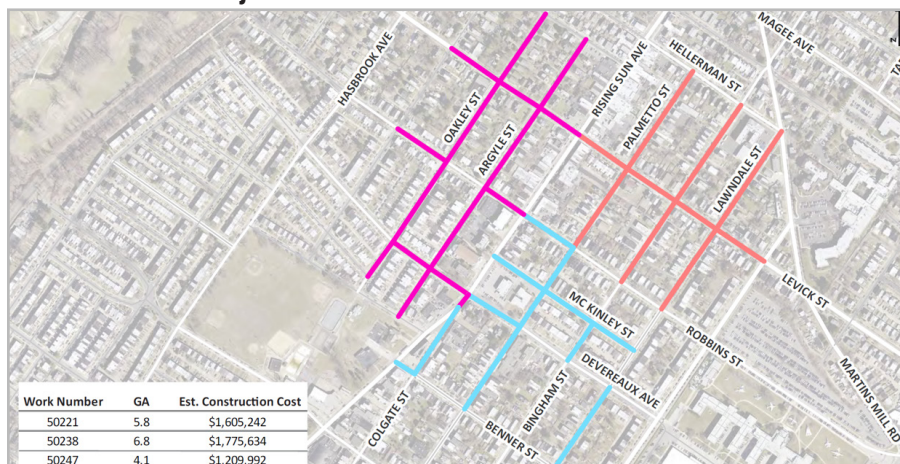 HASBROOK AVE
OAKLEY ST
ARGYLE ST
RISING SUN AVE
PALMETTO ST
HELLERMAN ST
MAGEE AVE
LAWNDALE ST
LEVICK ST
MC KINLEY ST
ROBBINS ST
DEVEREAUX AVE
BINGHAM ST
COLGATE ST
BENNER ST
MARTINS MILL RD
Work Number GA Est. Construction Cost
50221 5.8 $1,605,242
50238 6.8 $1,775,634
50247 4.1 $1,209,992